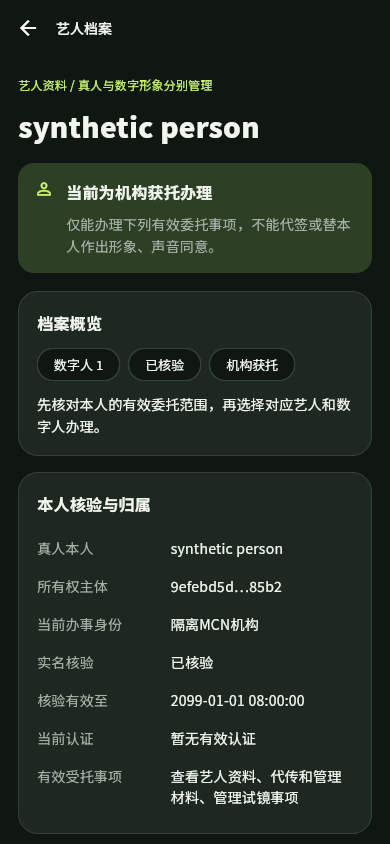 艺人档案
艺人资料 / 真人与数字形象分别管理
synthetic person
当前为机构获托办理
仅能办理下列有效委托事项，不能代签或替本
人作出形象、声音同意。
档案概览
数字人 1
已核验
机构获托
先核对本人的有效委托范围，再选择对应艺人和数
字人办理。
本人核验与归属
真人本人 synthetic person
所有权主体 9efebd5d…85b2
当前办事身份 隔离MCN机构
实名核验 已核验
核验有效至 2099-01-01 08:00:00
当前认证 暂无有效认证
有效受托事项 查看艺人资料、代传和管理
材料、管理试镜事项